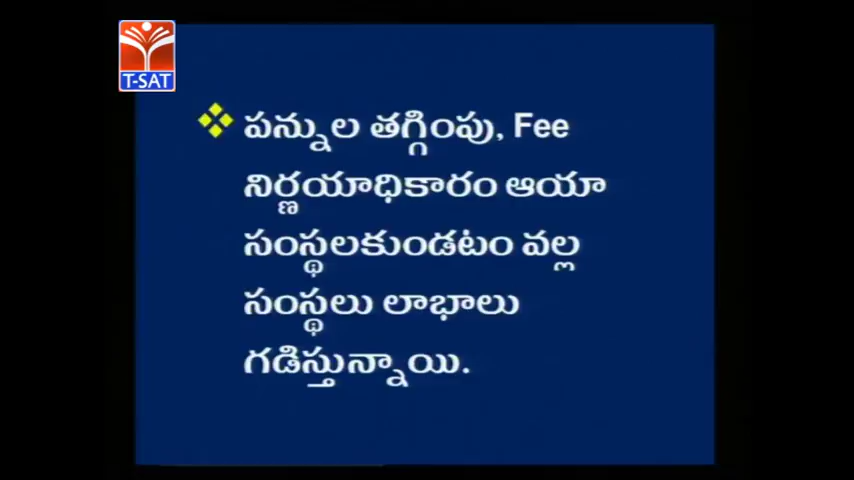 T-SAT
పన్నుల తగ్గింపు, Fee
నిర్ణయాధికారం ఆయా
సంస్థలకుండటం వల్ల
సంస్థలు లాభాలు
గడిస్తున్నాయి.